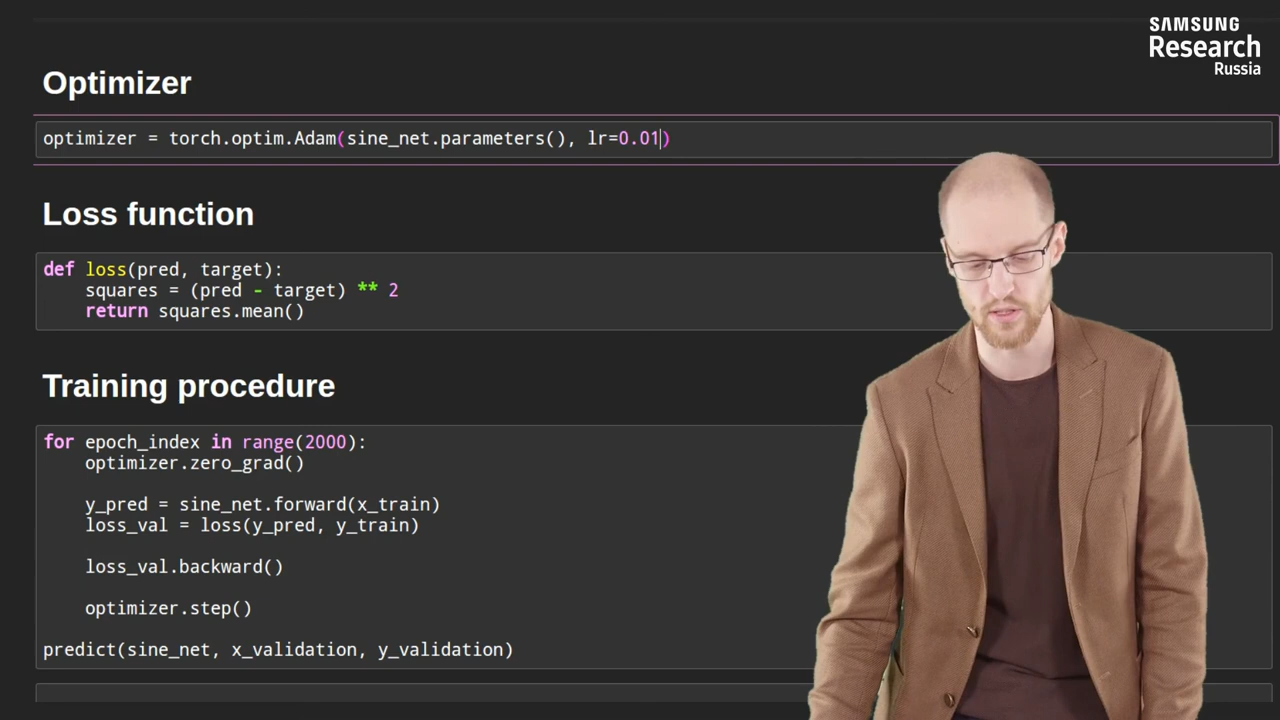 SAMSUNG
Research
Russia
Optimizer
optimizer = torch.optim.Adam(sine_net.parameters(), lr=0.01)
Loss function
def loss(pred, target):
    squares = (pred - target) ** 2
    return squares.mean()
Training procedure
for epoch_index in range(2000):
    optimizer.zero_grad()
    y_pred = sine_net.forward(x_train)
    loss_val = loss(y_pred, y_train)
    loss_val.backward()
    optimizer.step()
predict(sine_net, x_validation, y_validation)